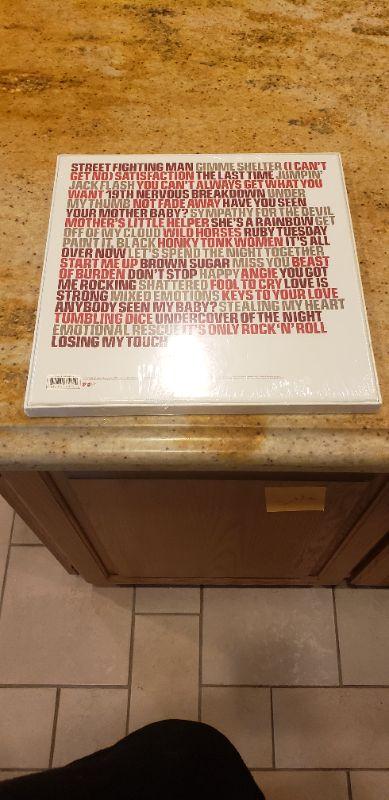 STREET FIGHTING MAN GIMME SHELTER (I CAN'T
GET NO) SATISFACTION THE LAST TIME JUMPIN'
JACK FLASH YOU CAN'T ALWAYS GET WHAT YOU
WANT 19TH NERVOUS BREAKDOWN UNDER
MY THUMB NOT FADE AWAY HAVE YOU SEEN
YOUR MOTHER BABY? SYMPATHY FOR THE DEVIL
MOTHER'S LITTLE HELPER SHE'S A RAINBOW GET
OFF OF MY CLOUD WILD HORSES RUBY TUESDAY
PAINT IT, BLACK HONKY TONK WOMEN IT'S ALL
OVER NOW LET'S SPEND THE NIGHT TOGETHER
START ME UP BROWN SUGAR MISS YOU BEAST
OF BURDEN DON'T STOP HAPPY ANGIE YOU GOT
ME ROCKING SHATTERED FOOL TO CRY LOVE IS
STRONG MIXED EMOTIONS KEYS TO YOUR LOVE
ANYBODY SEEN MY BABY? STEALING MY HEART
TUMBLING DICE UNDERCOVER OF THE NIGHT
EMOTIONAL RESCUE IT'S ONLY ROCK'N'ROLL
LOSING MY TOUCH